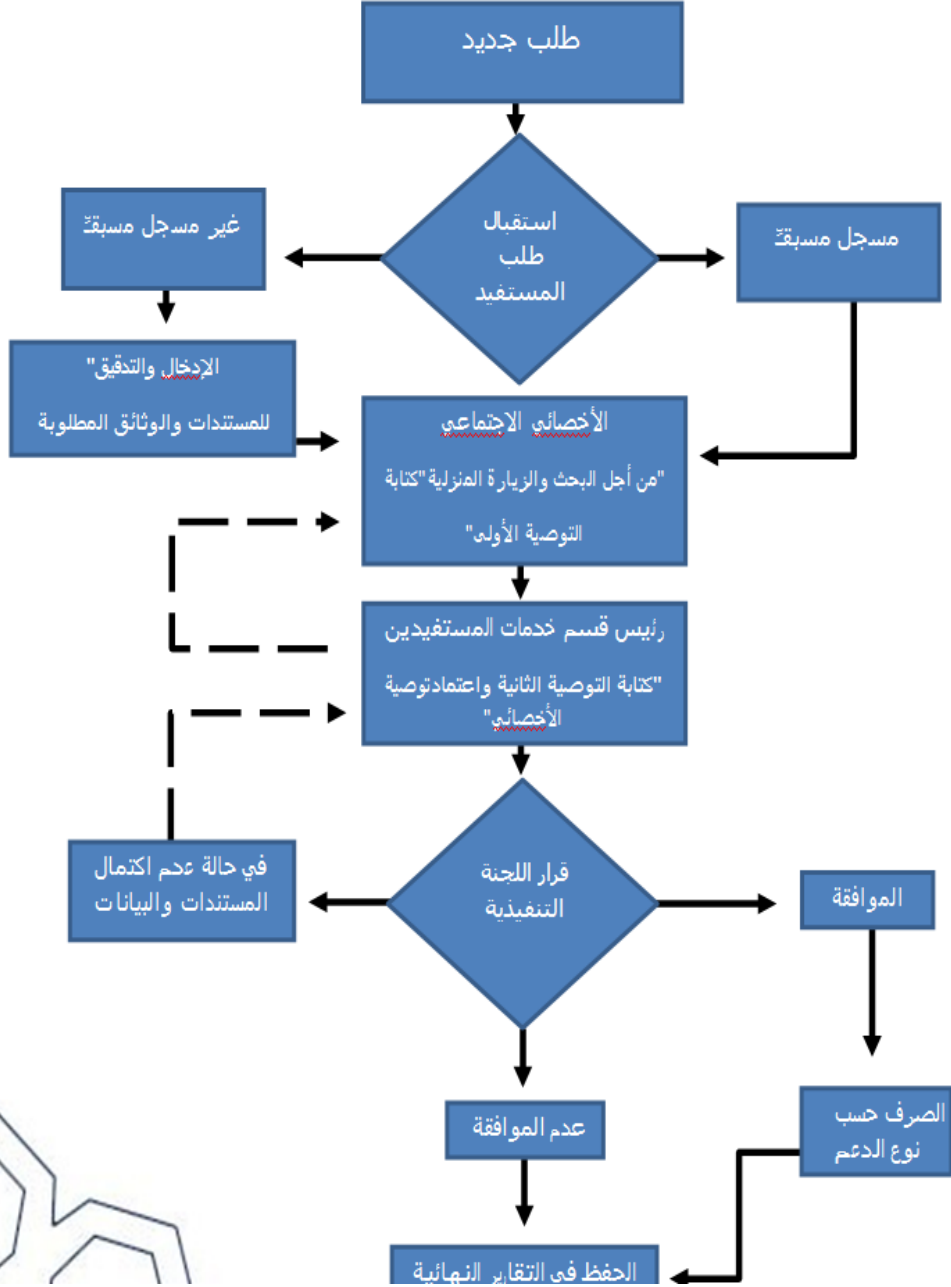 طلب جديد
استقبال
طلب
المستفيد
مسجل مسبقـًـ
غير مسجل مسبقـًـ
الإدخال والتدقيق"
للمستندات والوثائق المطلوبة
الأخصائي الاجتماعي
"من أجل البحث والزيارة المنزلية"كتابة
التوصية الأولى"
رئيس قسم خدمات المستفيدين
"كتابة التوصية الثانية واعتمادتوصية
الأخصائي"
قرار اللجنة
التنفيذية
الموافقة
في حالة عدم اكتمال
المستندات والبيانات
عدم الموافقة
الصرف حسب
نوع الدعم
الحفظ في التقارير النهائية